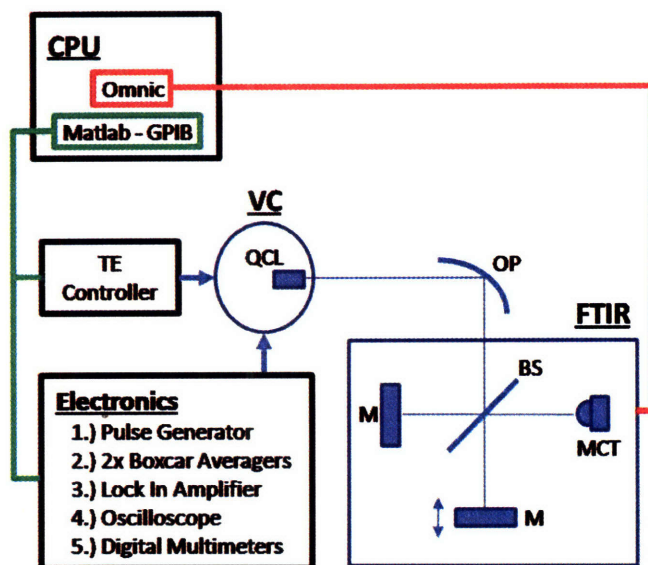 CPU
Omnic
Matlab - GPIB
VC
TE
Controller
QCL
OP
FTIR
Electronics
1.) Pulse Generator
2.) 2x Boxcar Averagers
3.) Lock In Amplifier
4.) Oscilloscope
5.) Digital Multimeters
BS
M
MCT
M